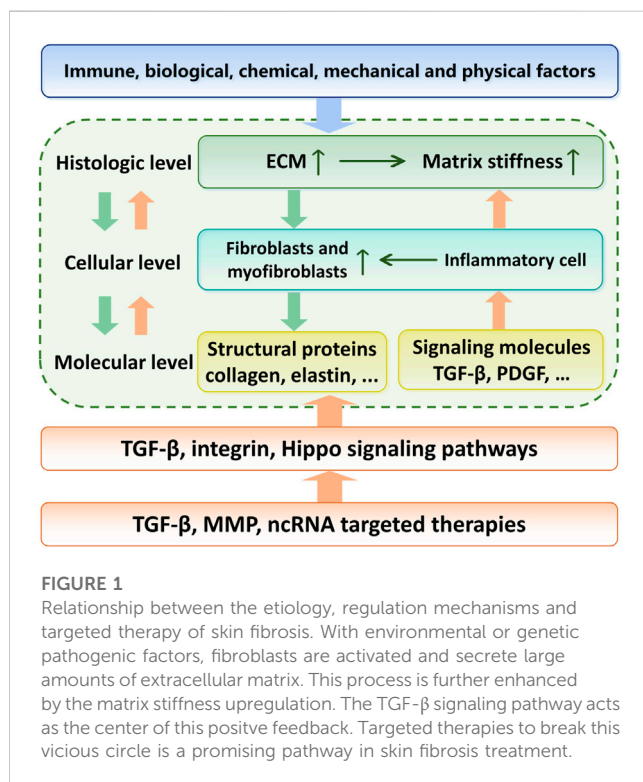 Immune, biological, chemical, mechanical and physical factors
Histologic level
ECM ↑ → Matrix stiffness ↑
Cellular level
Fibroblasts and
myofibroblasts ↑ ← Inflammatory cell
Molecular level
Structural proteins
collagen, elastin, ...
Signaling molecules
TGF-β, PDGF, ...
TGF-β, integrin, Hippo signaling pathways
TGF-β, MMP, ncRNA targeted therapies
FIGURE 1
Relationship between the etiology, regulation mechanisms and
targeted therapy of skin fibrosis. With environmental or genetic
pathogenic factors, fibroblasts are activated and secrete large
amounts of extracellular matrix. This process is further enhanced
by the matrix stiffness upregulation. The TGF-β signaling pathway acts
as the center of this positve feedback. Targeted therapies to break this
vicious circle is a promising pathway in skin fibrosis treatment.